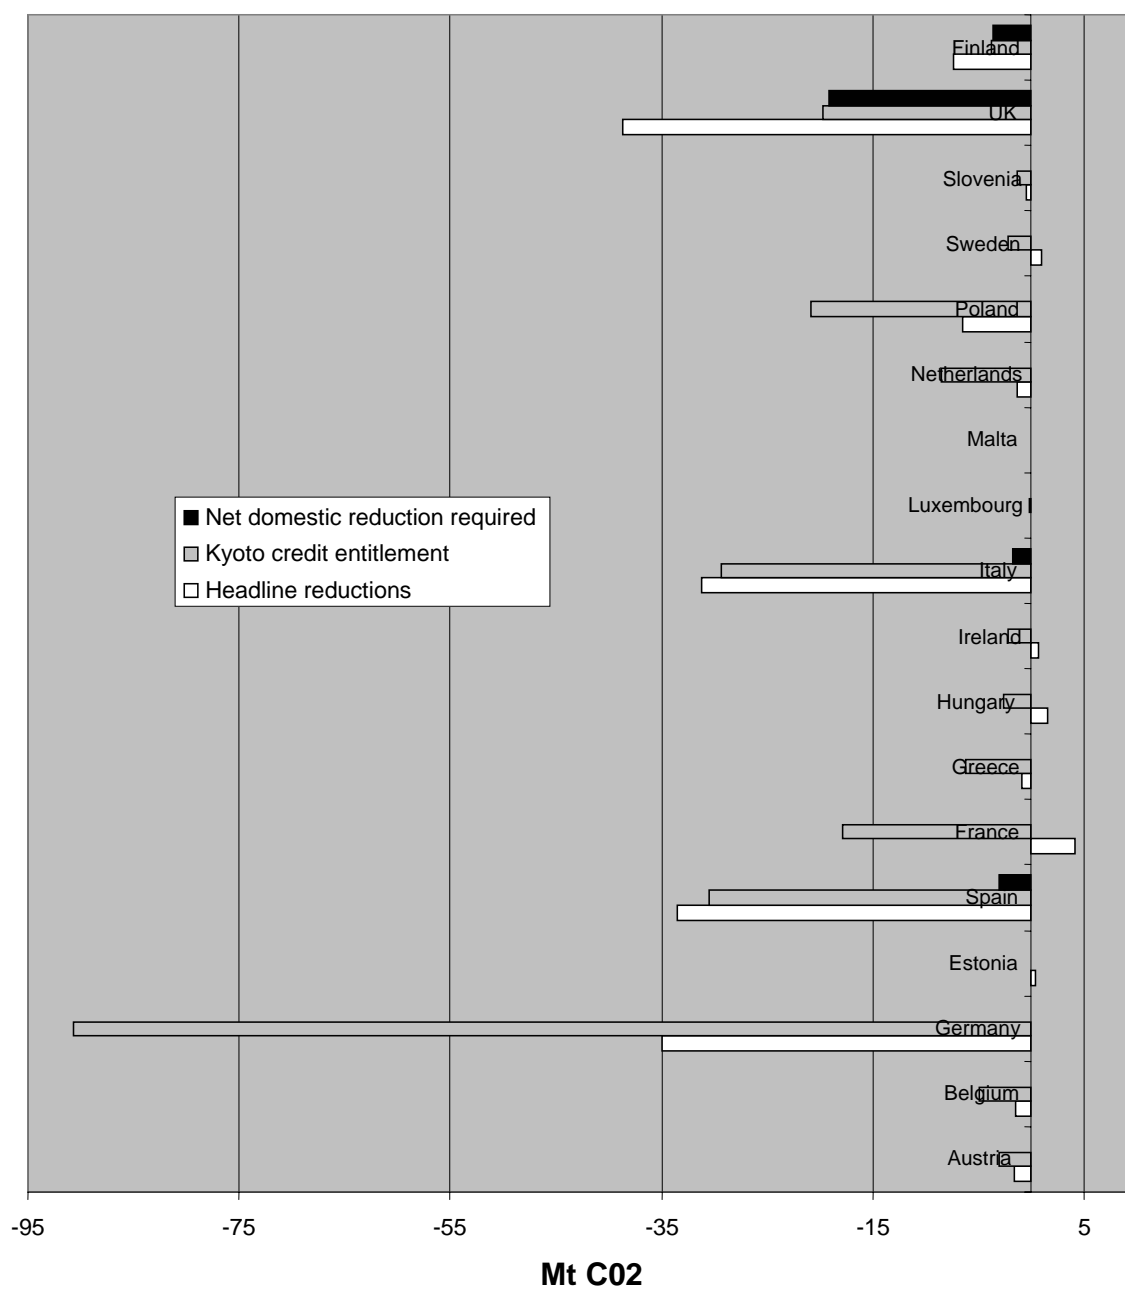 Finland
UK
Slovenia
Sweden
Poland
Netherlands
Malta
Luxembourg
Net domestic reduction required
Kyoto credit entitlement
Headline reductions
Italy
Ireland
Hungary
Greece
France
Spain
Estonia
Germany
Belgium
Austria
-95 -75 -55 -35 -15 5
Mt C02